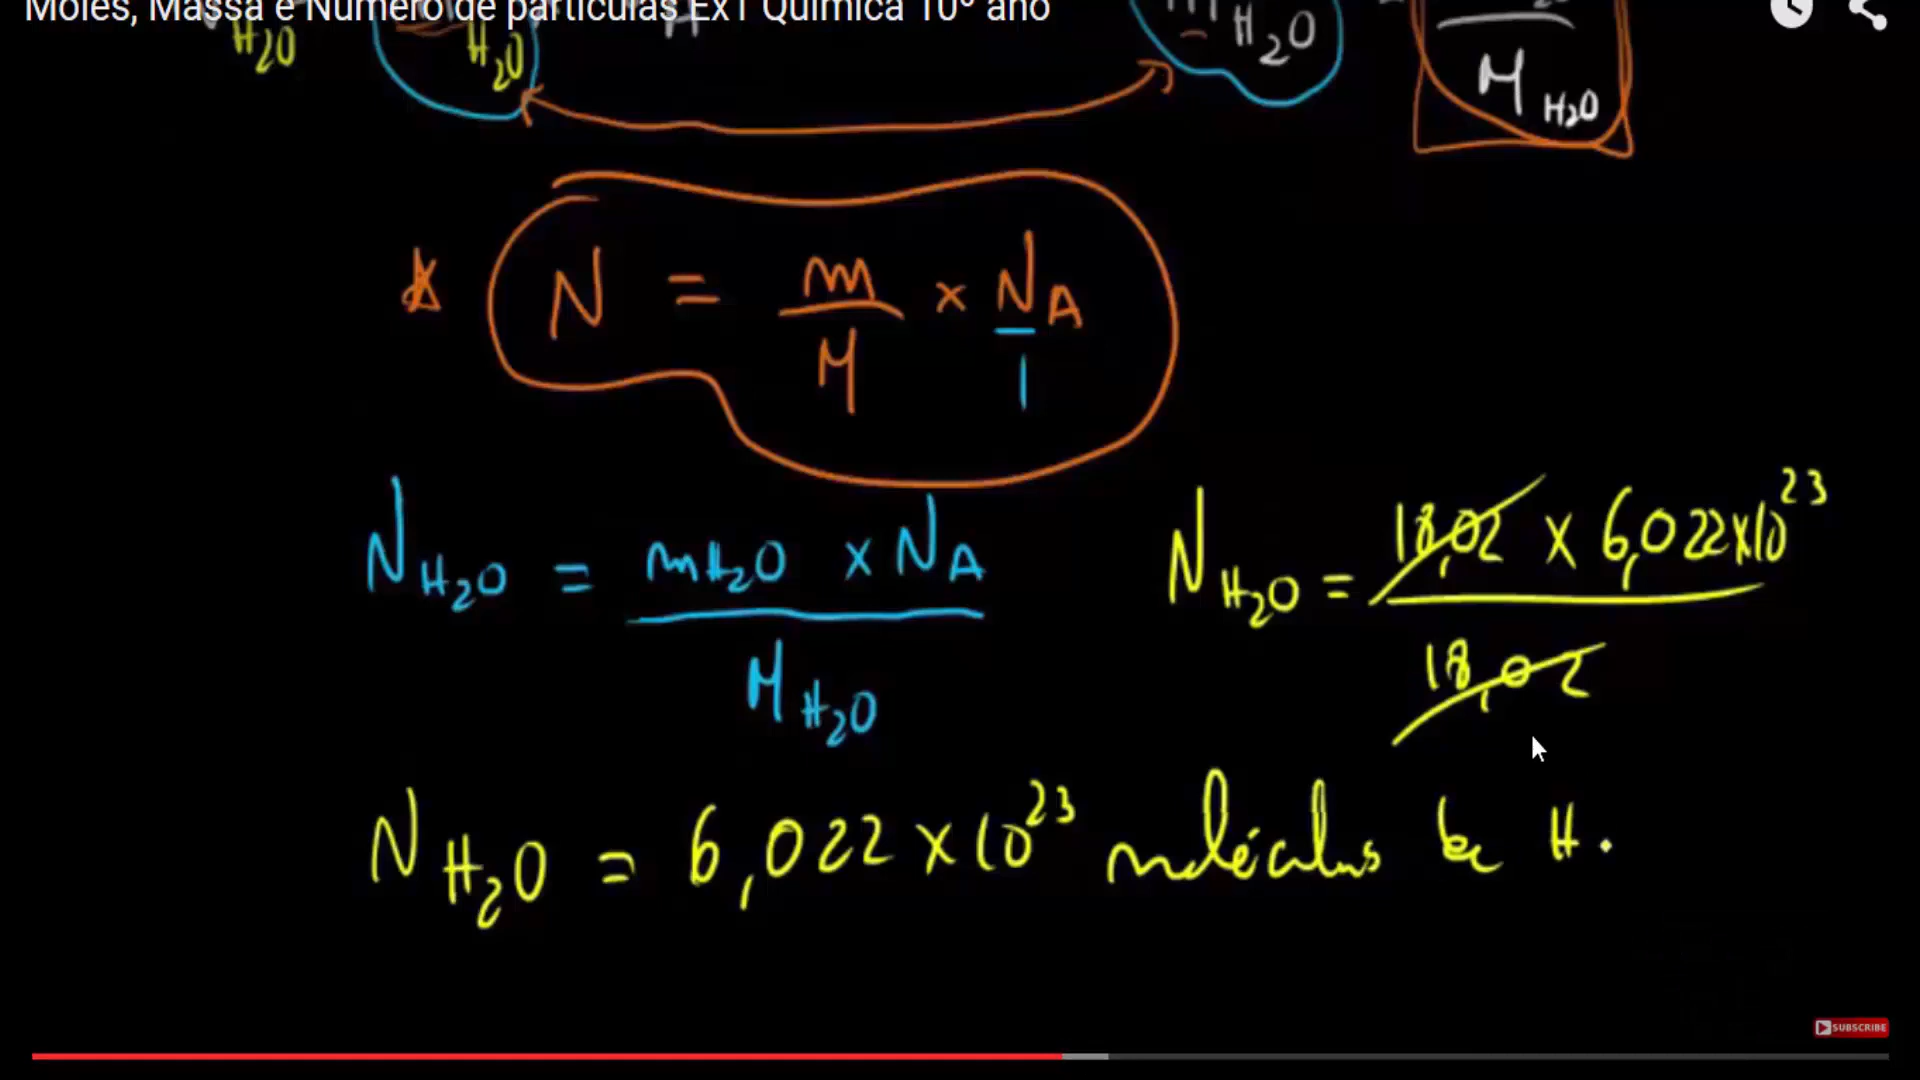 Moles, Massa e Número de partículas Ex1 Química 10º ano
H2O H2O H H2O
M H2O
N = m/M × NA/1
NH2O = mH2O × NA / MH2O
NH2O = 18,02 × 6,022×10^23 / 18,02
NH2O = 6,022×10^23 moléculas de H.
SUBSCRIBE